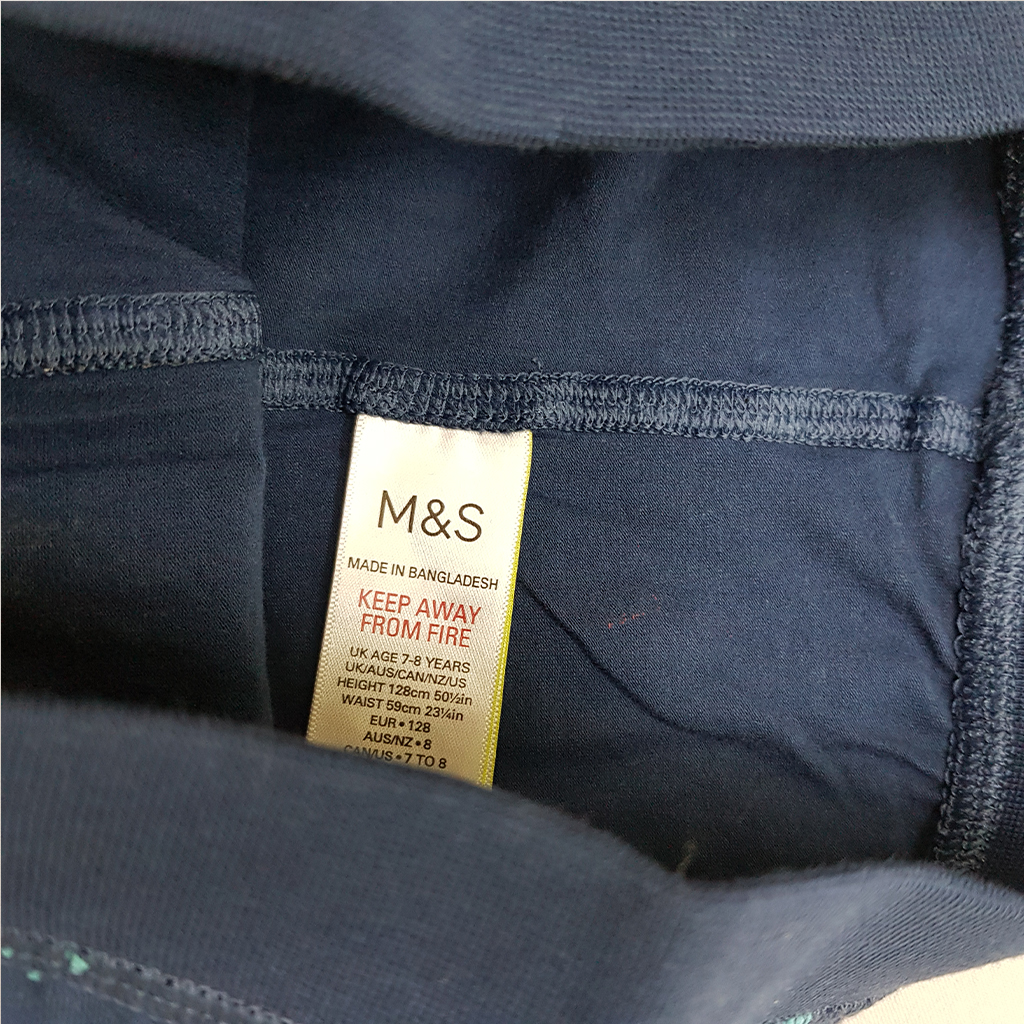 M&S
MADE IN BANGLADESH
KEEP AWAY
FROM FIRE
UK AGE 7-8 YEARS
UK/AUS/CAN/NZ/US
HEIGHT 128cm 50½in
WAIST 59cm 23¼in
EUR • 128
AUS/NZ • 8
CAN/US • 7 TO 8